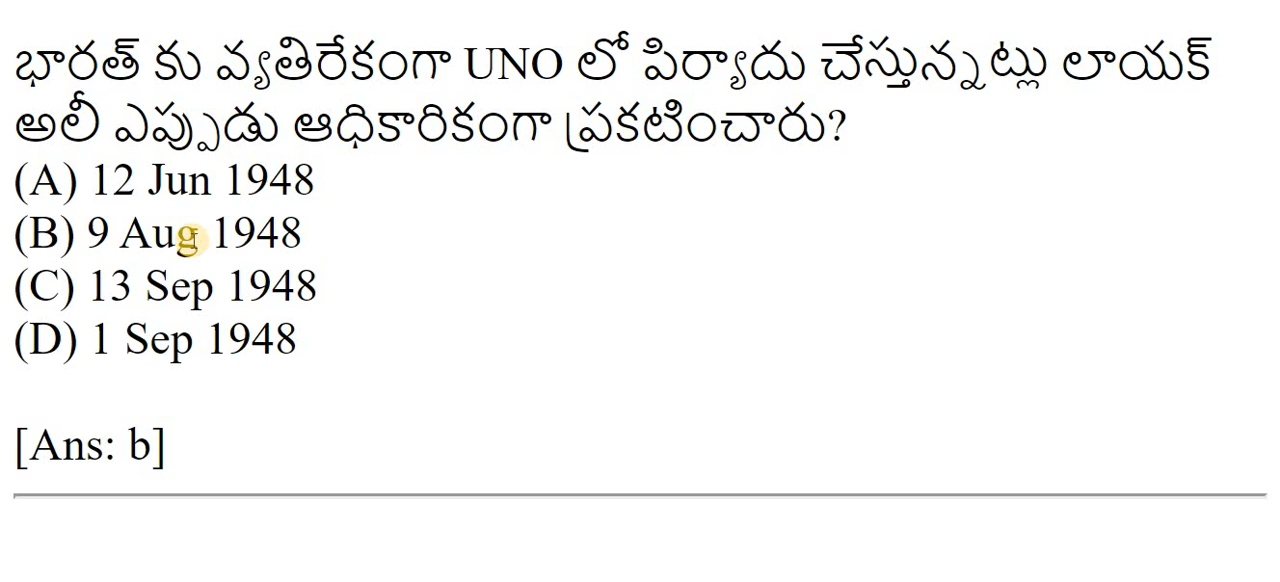 భారత్ కు వ్యతిరేకంగా UNO లో పిర్యాదు చేస్తున్నట్లు లాయక్
అలీ ఎప్పుడు ఆధికారికంగా ప్రకటించారు?
(A) 12 Jun 1948
(B) 9 Aug 1948
(C) 13 Sep 1948
(D) 1 Sep 1948
[Ans: b]